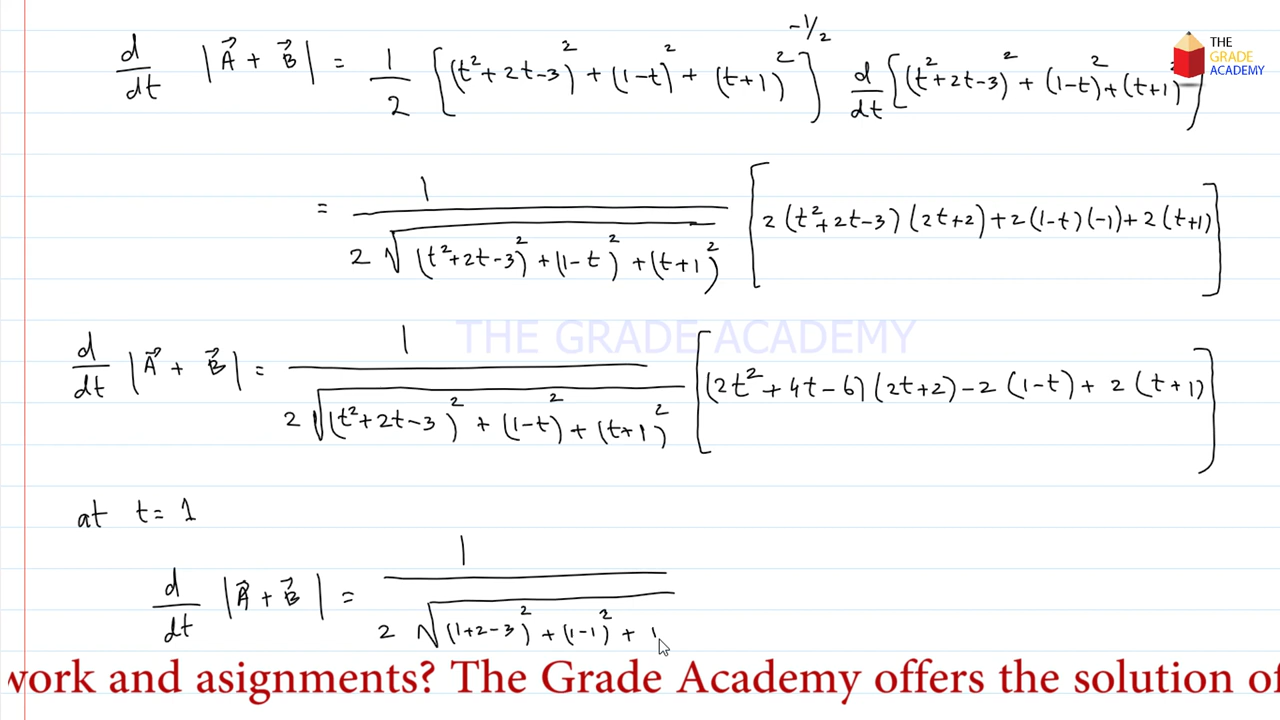 d/dt |A⃗ + B⃗| = 1/2 [(t²+2t-3)² + (1-t)² + (t+1)²]^(-1/2) d/dt [(t²+2t-3)² + (1-t)² + (t+1)²]
THE
GRADE
ACADEMY
= 1/(2√((t²+2t-3)² + (1-t)² + (t+1)²)) [2(t²+2t-3)(2t+2)+2(1-t)(-1)+2(t+1)]
THE GRADE ACADEMY
d/dt |A⃗ + B⃗| = 1/(2√((t²+2t-3)² + (1-t)² + (t+1)²)) [(2t²+4t-6)(2t+2)-2(1-t)+2(t+1)]
at t=1
d/dt |A⃗ + B⃗| = 1/(2√((1+2-3)² + (1-1)² + 1
work and asignments? The Grade Academy offers the solution of